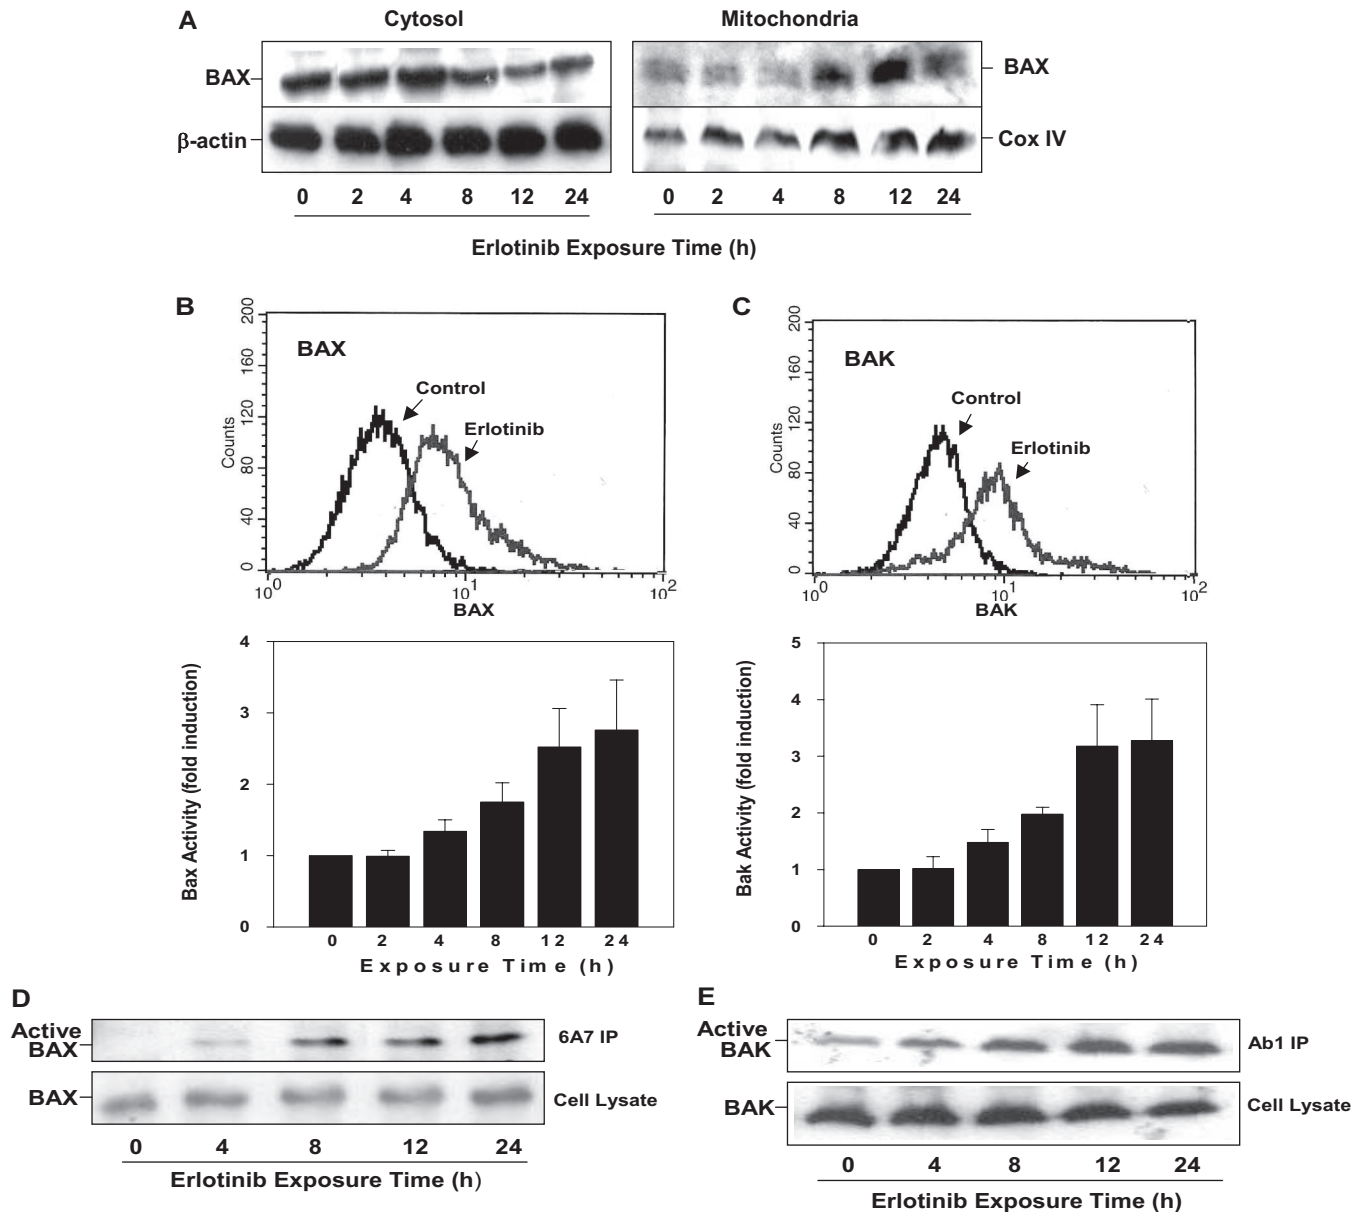 A
Cytosol
Mitochondria
BAX
BAX
β-actin
Cox IV
0 2 4 8 12 24
0 2 4 8 12 24
Erlotinib Exposure Time (h)
B
200
160
120
80
40
0
Counts
BAX
Control
Erlotinib
10^0 10^1 10^2
BAX
C
200
160
120
80
40
0
Counts
BAK
Control
Erlotinib
10^0 10^1 10^2
BAK
4
3
2
1
0
Bax Activity (fold induction)
0 2 4 8 12 24
Exposure Time (h)
5
4
3
2
1
0
Bak Activity (fold induction)
0 2 4 8 12 24
Exposure Time (h)
D
Active
BAX
6A7 IP
BAX
Cell Lysate
0 4 8 12 24
Erlotinib Exposure Time (h)
E
Active
BAK
Ab1 IP
BAK
Cell Lysate
0 4 8 12 24
Erlotinib Exposure Time (h)